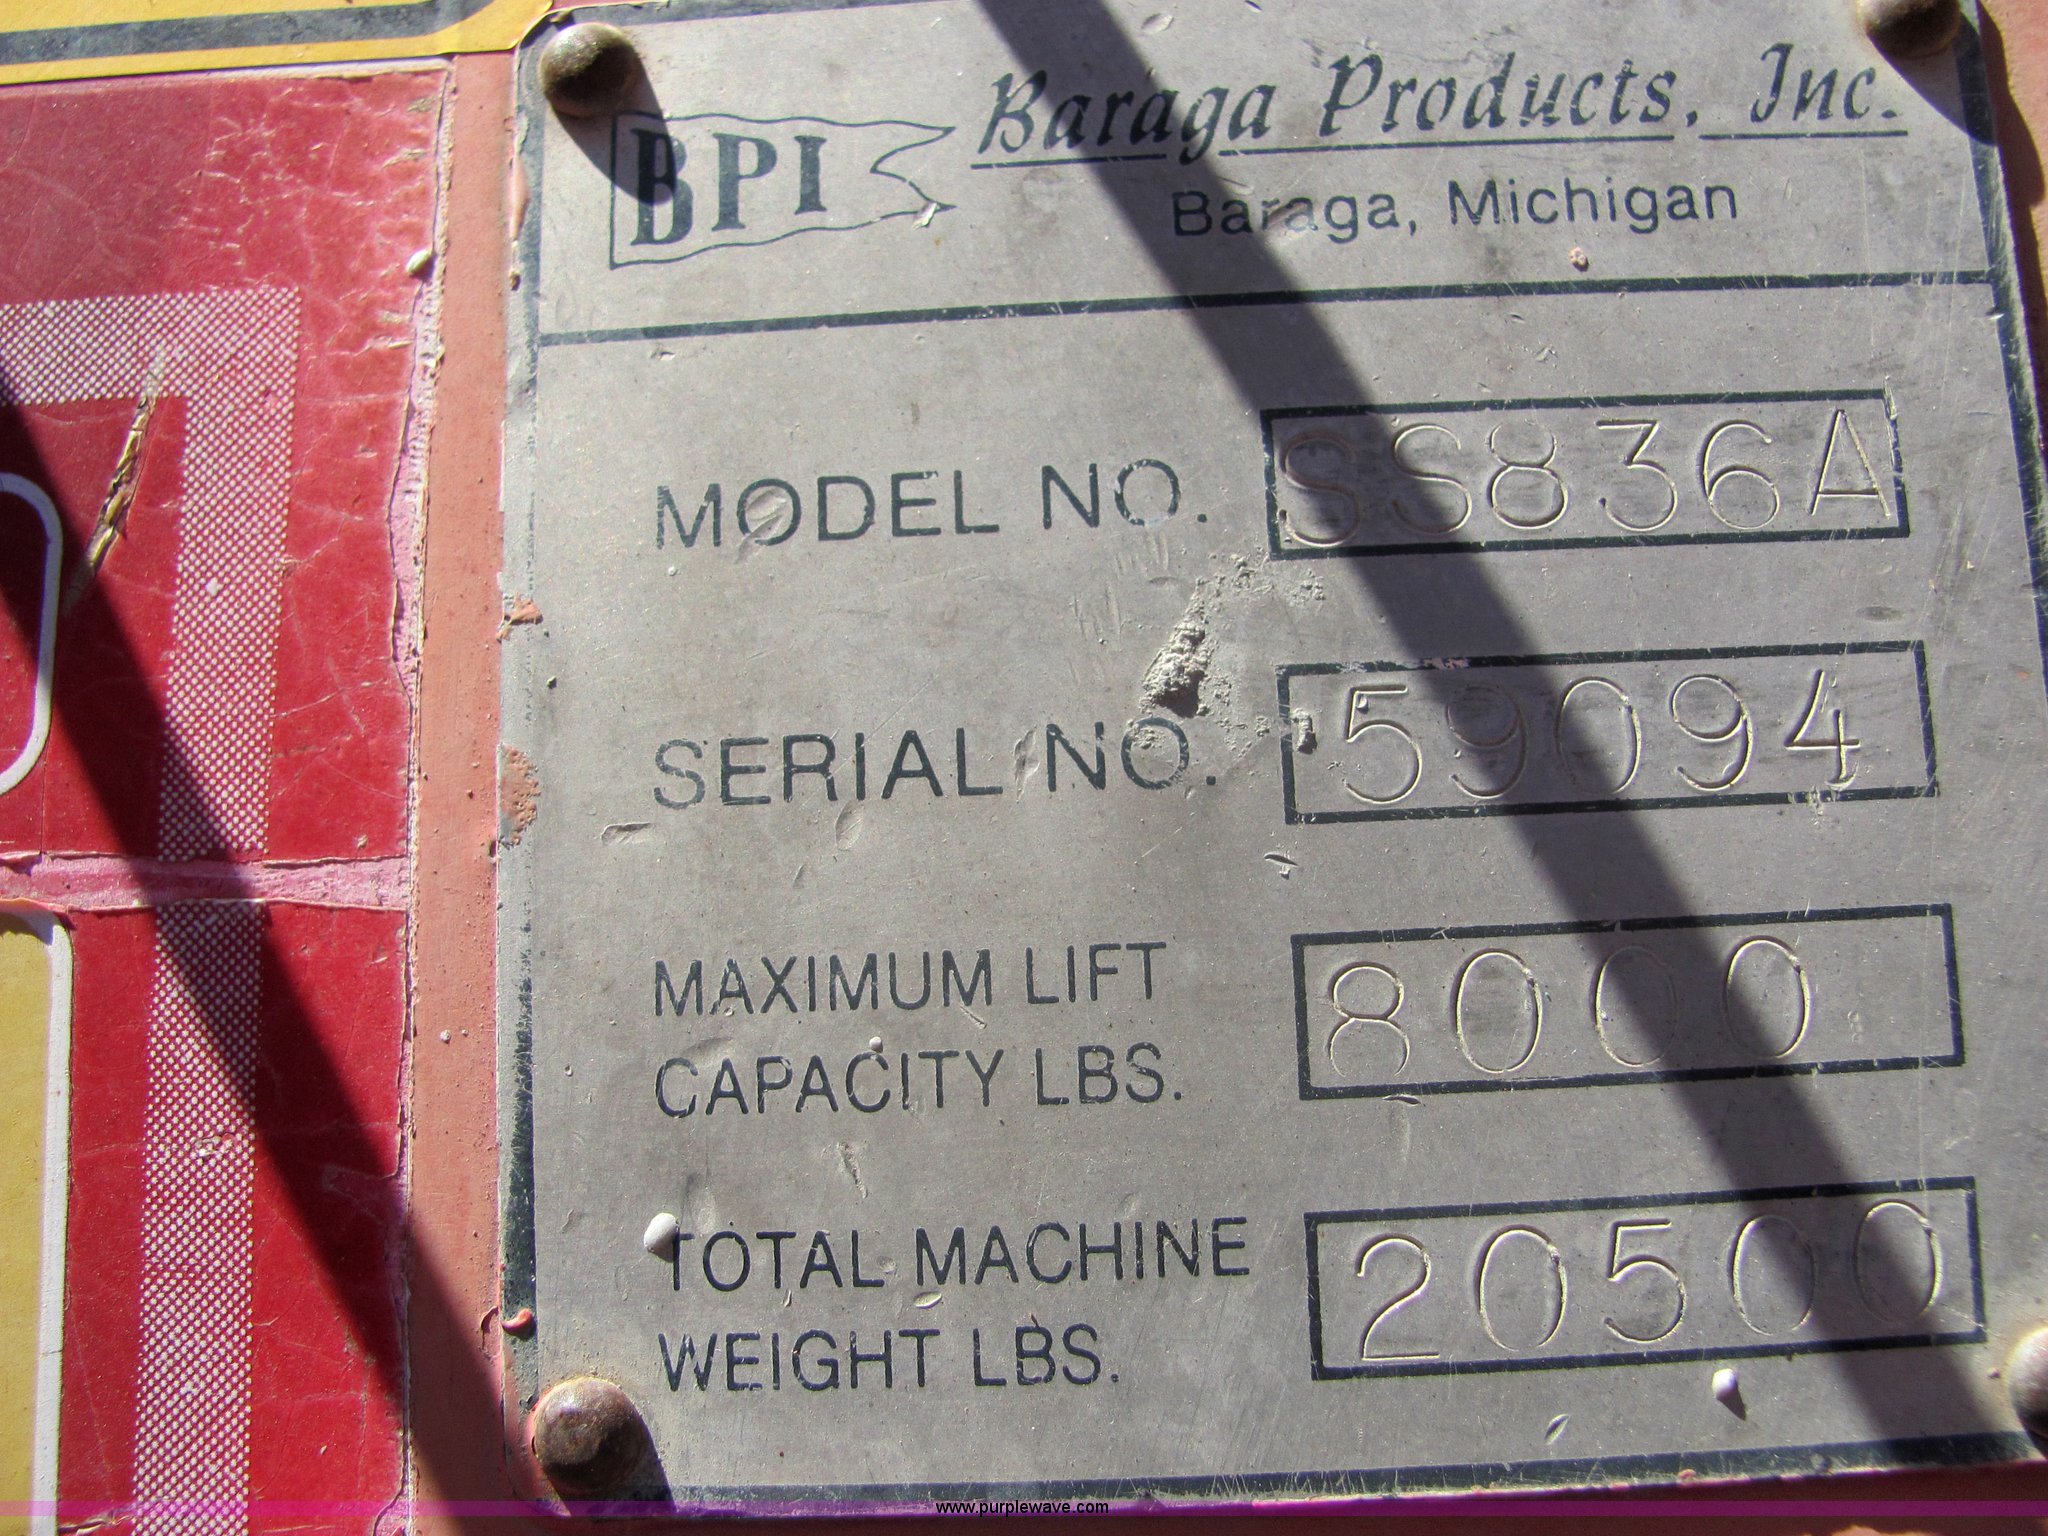 BPI
Baraga Products, Inc.
Baraga, Michigan
MODEL NO. SS836A
SERIAL NO. 59094
MAXIMUM LIFT
CAPACITY LBS. 8000
TOTAL MACHINE
WEIGHT LBS. 20500
www.purplewave.com